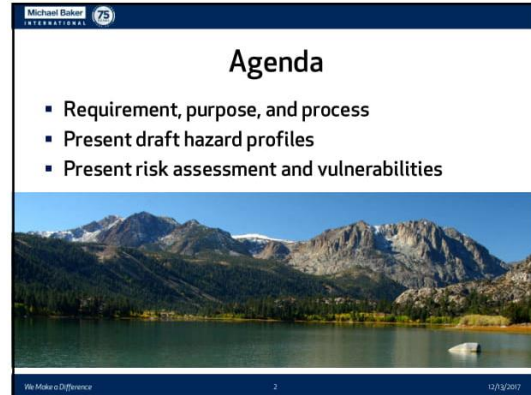 Michael Baker
INTERNATIONAL
75
Agenda
▪ Requirement, purpose, and process
▪ Present draft hazard profiles
▪ Present risk assessment and vulnerabilities
We Make a Difference
2
12/13/2017